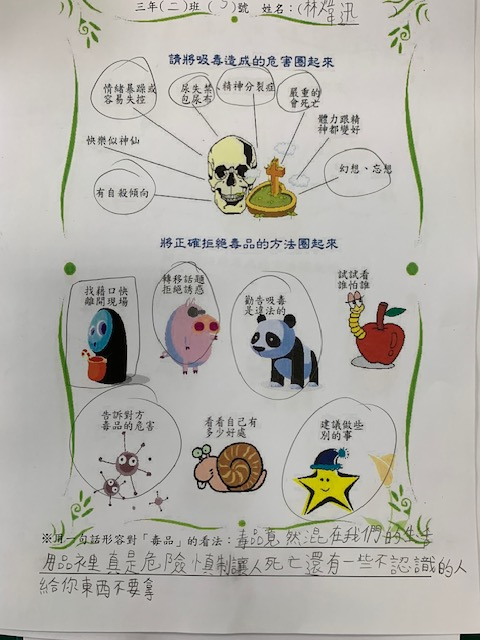 三年(二)班(5)號 姓名:(林煒迅
請將吸毒造成的危害圈起來
情緒暴躁或
容易失控
尿失禁、
包尿布
精神分裂症
嚴重的
會死亡
體力跟精
神都變好
快樂似神仙
有自殺傾向
幻想、忘想
將正確拒絕毒品的方法圈起來
找藉口快
離開現場
轉移話題
拒絕誘惑
勸告吸毒
是違法的
試試看
誰怕誰
告訴對方
毒品的危害
看看自己有
多少好處
建議做些
別的事
※用一句話形容對「毒品」的看法:毒品竟然混在我們的生活
用品裡里真是危險慎制讓人死亡還有一些不認識的人
給你東西不要拿